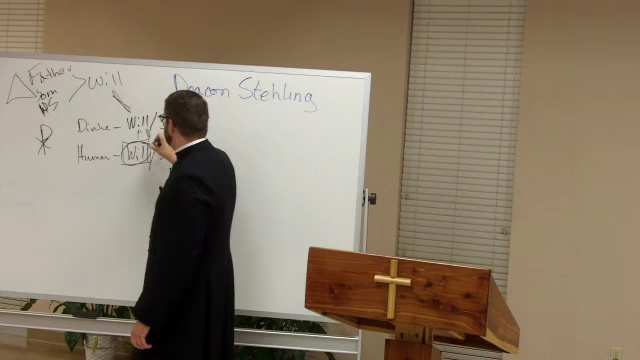 Father
Son
HS
Will
Deacon Stehling
Divine - Will
Human - Will